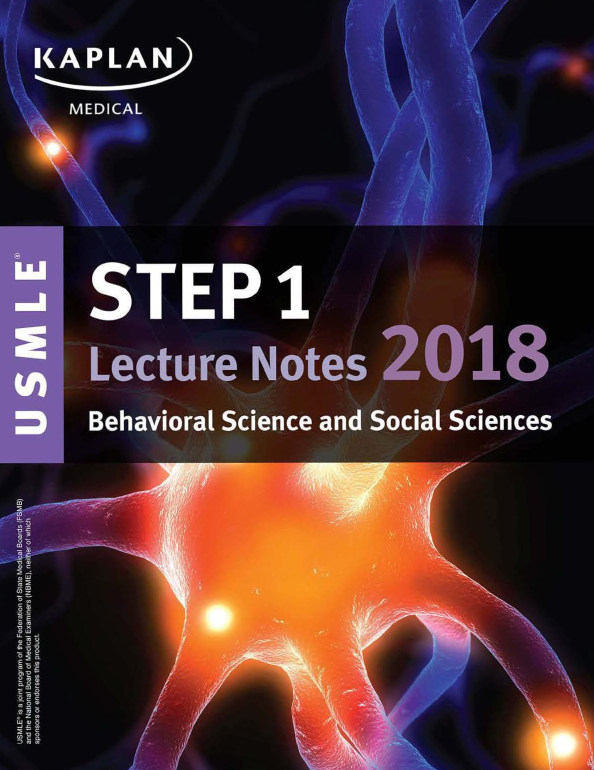 KAPLAN
MEDICAL
USMLE®
STEP 1
Lecture Notes 2018
Behavioral Science and Social Sciences
USMLE® is a joint program of the Federation of State Medical Boards (FSMB)
and the National Board of Medical Examiners (NBME), neither of which
sponsors or endorses this product.